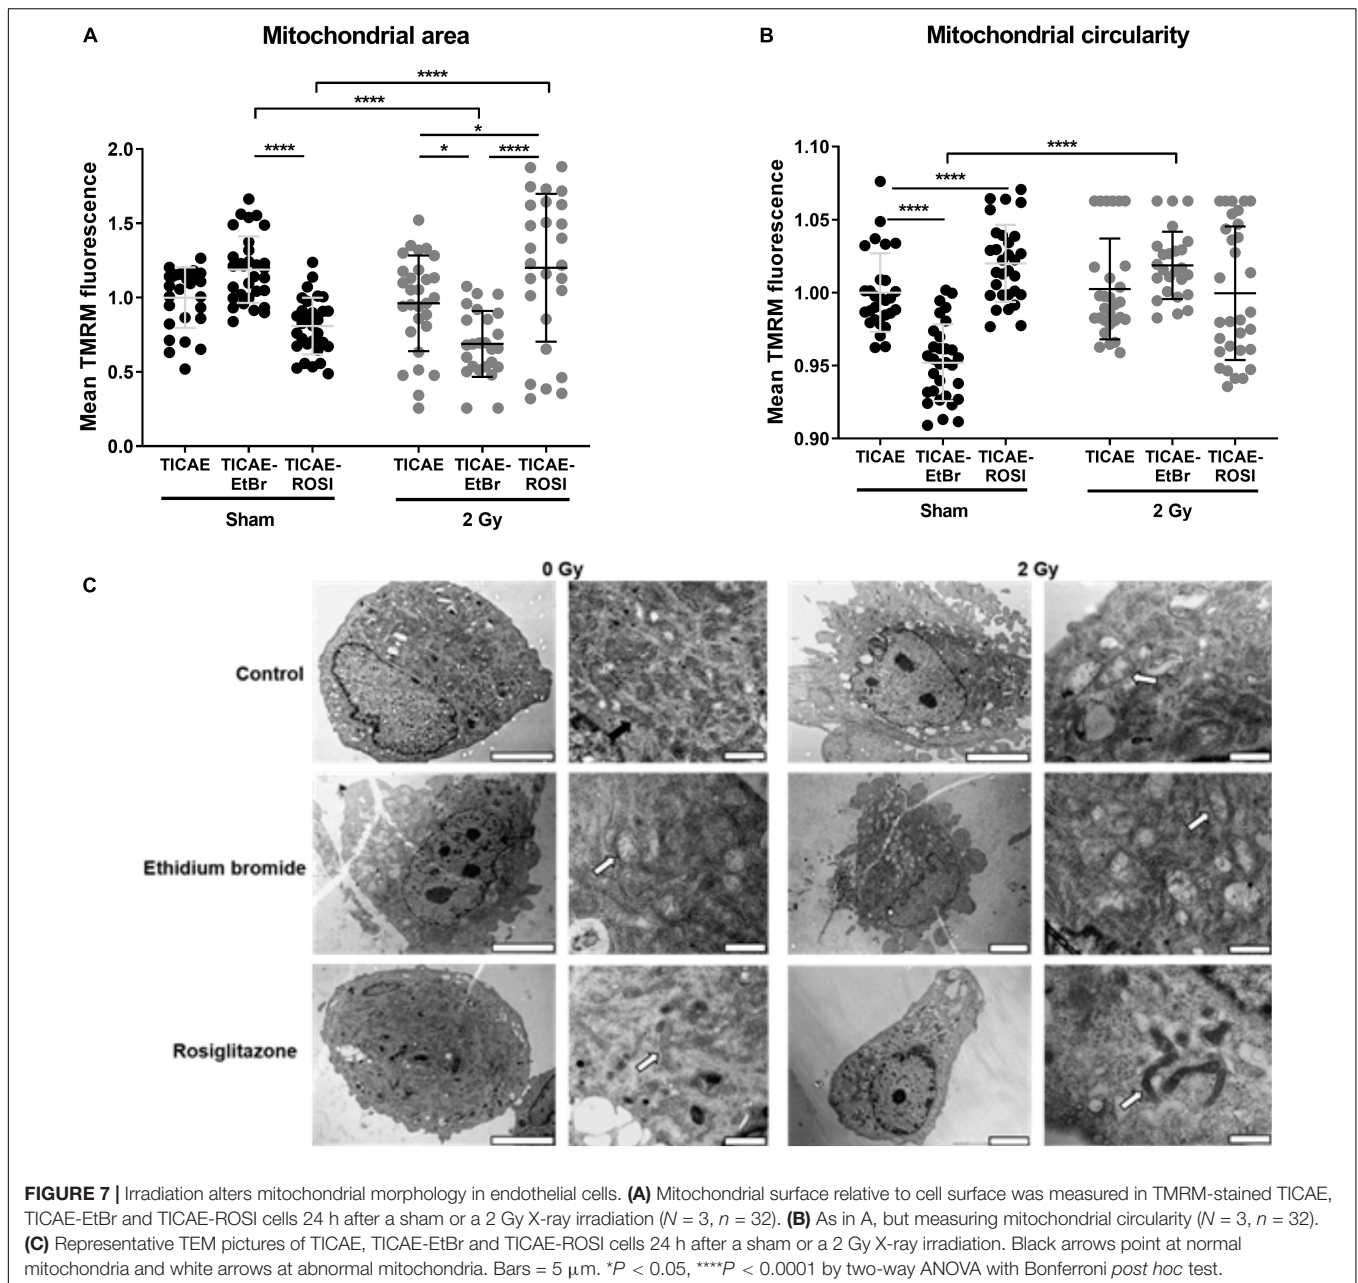 A
Mitochondrial area
****
****
*
****
*
****
Mean TMRM fluorescence
2.0
1.5
1.0
0.5
0.0
TICAE
TICAE-
EtBr
TICAE-
ROSI
TICAE
TICAE-
EtBr
TICAE-
ROSI
Sham
2 Gy
B
Mitochondrial circularity
****
****
****
Mean TMRM fluorescence
1.10
1.05
1.00
0.95
0.90
TICAE
TICAE-
EtBr
TICAE-
ROSI
TICAE
TICAE-
EtBr
TICAE-
ROSI
Sham
2 Gy
C
0 Gy
2 Gy
Control
Ethidium bromide
Rosiglitazone
FIGURE 7 | Irradiation alters mitochondrial morphology in endothelial cells. (A) Mitochondrial surface relative to cell surface was measured in TMRM-stained TICAE,
TICAE-EtBr and TICAE-ROSI cells 24 h after a sham or a 2 Gy X-ray irradiation (N = 3, n = 32). (B) As in A, but measuring mitochondrial circularity (N = 3, n = 32).
(C) Representative TEM pictures of TICAE, TICAE-EtBr and TICAE-ROSI cells 24 h after a sham or a 2 Gy X-ray irradiation. Black arrows point at normal
mitochondria and white arrows at abnormal mitochondria. Bars = 5 μm. *P < 0.05, ****P < 0.0001 by two-way ANOVA with Bonferroni post hoc test.